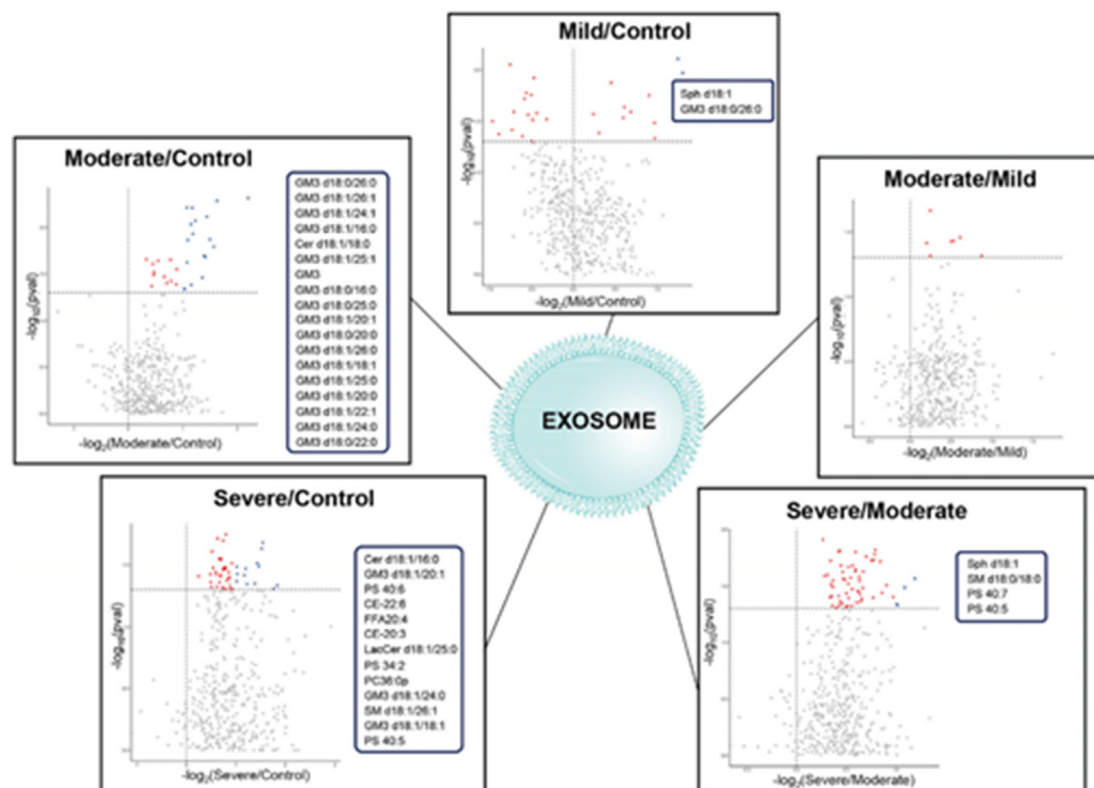 Mild/Control
-log10(pval)
-log2(Mild/Control)
Sph d18:1
GM3 d18:0/26:0
Moderate/Control
-log10(pval)
-log2(Moderate/Control)
GM3 d18:0/26:0
GM3 d18:1/26:1
GM3 d18:1/24:1
GM3 d18:1/16:0
Cer d18:1/18:0
GM3 d18:1/25:1
GM3
GM3 d18:0/16:0
GM3 d18:0/25:0
GM3 d18:1/20:1
GM3 d18:0/20:0
GM3 d18:1/26:0
GM3 d18:1/18:1
GM3 d18:1/25:0
GM3 d18:1/20:0
GM3 d18:1/22:1
GM3 d18:1/24:0
GM3 d18:0/22:0
Moderate/Mild
-log10(pval)
-log2(Moderate/Mild)
EXOSOME
Severe/Control
-log10(pval)
-log2(Severe/Control)
Cer d18:1/16:0
GM3 d18:1/20:1
PS 40:6
CE-22:6
FFA20:4
CE-20:3
LacCer d18:1/25:0
PS 34:2
PC36:0p
GM3 d18:1/24:0
SM d18:1/26:1
GM3 d18:1/18:1
PS 40:5
Severe/Moderate
-log10(pval)
-log2(Severe/Moderate)
Sph d18:1
SM d18:0/18:0
PS 40:7
PS 40:5